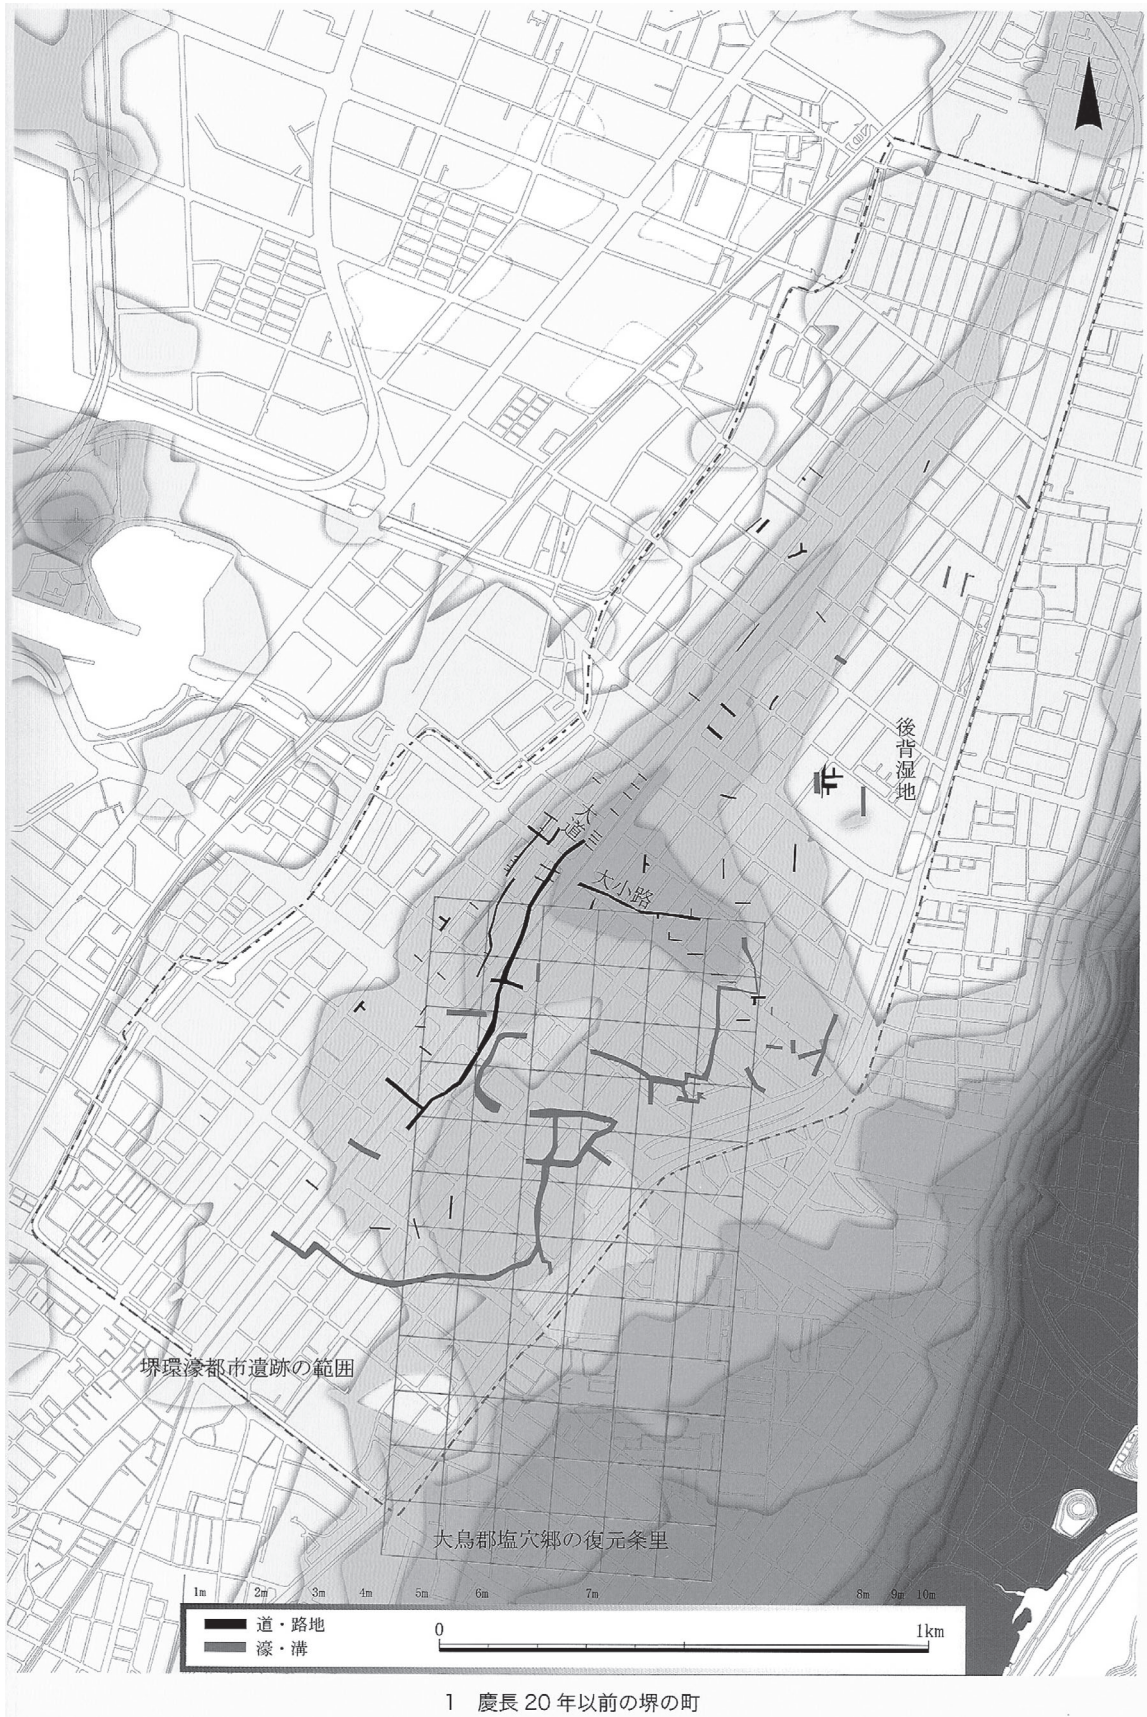 後背湿地
大道
大小路
堺環濠都市遺跡の範囲
大鳥郡塩穴郷の復元条里
1m 2m 3m 4m 5m 6m 7m 8m 9m 10m
道・路地
濠・溝
0 1km
1 慶長20年以前の堺の町